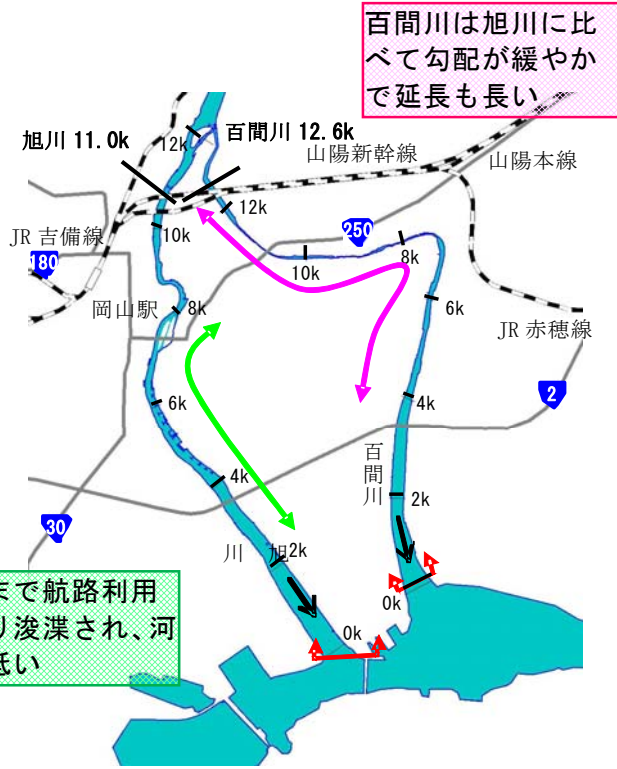 百間川は旭川に比
べて勾配が緩やか
で延長も長い
旭川 11.0k
12k
百間川 12.6k
山陽新幹線
山陽本線
12k
JR 吉備線
10k
250
10k
8k
180
岡山駅
8k
6k
JR 赤穂線
6k
4k
2
百間川
4k
2k
30
旭川
2k
まで航路利用
り浚渫され、河
低い
0k
0k